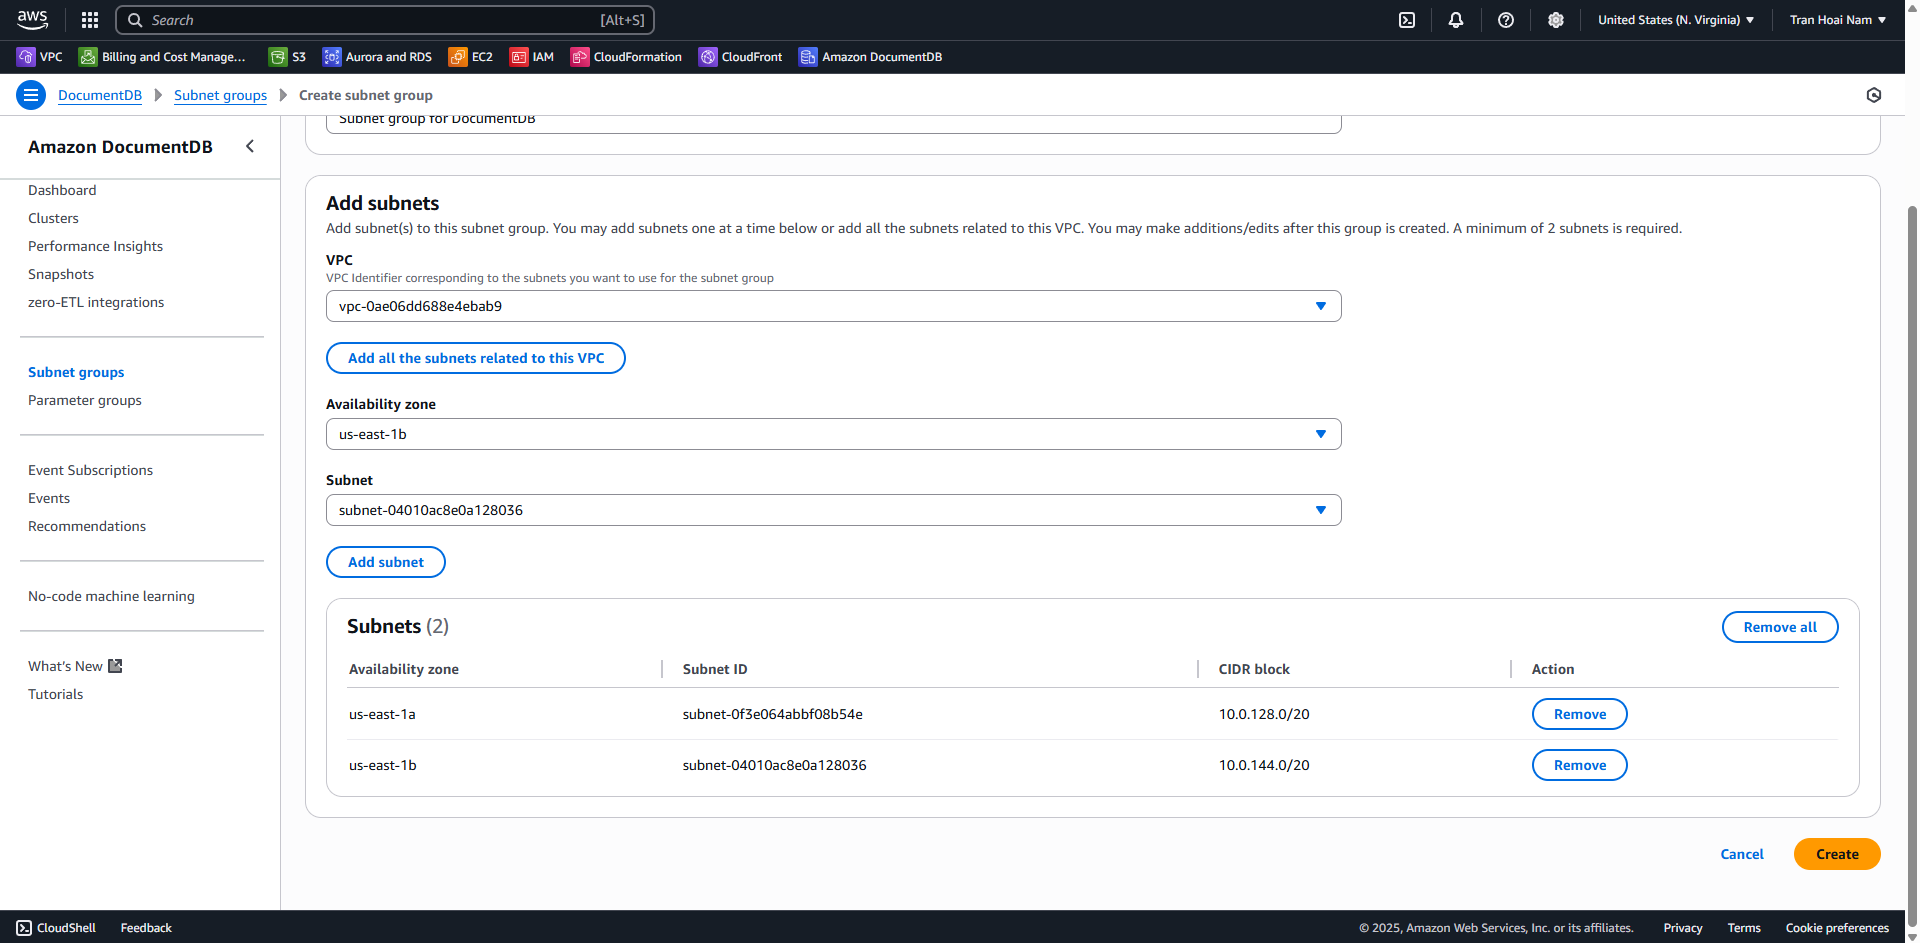 aws
Search [Alt+S]
United States (N. Virginia) Tran Hoai Nam
VPC Billing and Cost Manage... S3 Aurora and RDS EC2 IAM CloudFormation CloudFront Amazon DocumentDB
DocumentDB Subnet groups Create subnet group
Amazon DocumentDB
Dashboard
Clusters
Performance Insights
Snapshots
zero-ETL integrations
Subnet groups
Parameter groups
Event Subscriptions
Events
Recommendations
No-code machine learning
What's New
Tutorials
Subnet group for DocumentDB
Add subnets
Add subnet(s) to this subnet group. You may add subnets one at a time below or add all the subnets related to this VPC. You may make additions/edits after this group is created. A minimum of 2 subnets is required.
VPC
VPC Identifier corresponding to the subnets you want to use for the subnet group
vpc-0ae06dd688e4ebab9
Add all the subnets related to this VPC
Availability zone
us-east-1b
Subnet
subnet-04010ac8e0a128036
Add subnet
Subnets (2)
Remove all
Availability zone Subnet ID CIDR block Action
us-east-1a subnet-0f3e064abbf08b54e 10.0.128.0/20 Remove
us-east-1b subnet-04010ac8e0a128036 10.0.144.0/20 Remove
Cancel Create
CloudShell Feedback © 2025, Amazon Web Services, Inc. or its affiliates. Privacy Terms Cookie preferences